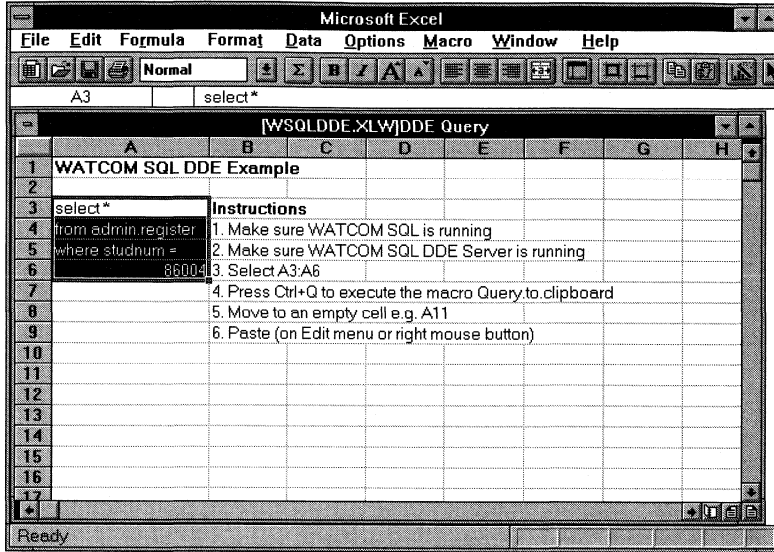 Microsoft Excel
File Edit Formula Format Data Options Macro Window Help
Normal Σ B I A A
A3 select*
[WSQLDDE.XLW]DDE Query
A B C D E F G H
1 WATCOM SQL DDE Example
2
3 select* Instructions
4 from admin.register 1. Make sure WATCOM SQL is running
5 where studnum = 2. Make sure WATCOM SQL DDE Server is running
6 86004 3. Select A3:A6
7 4. Press Ctrl+Q to execute the macro Query.to.clipboard
8 5. Move to an empty cell e.g. A11
9 6. Paste (on Edit menu or right mouse button)
10
11
12
13
14
15
16
17
Ready